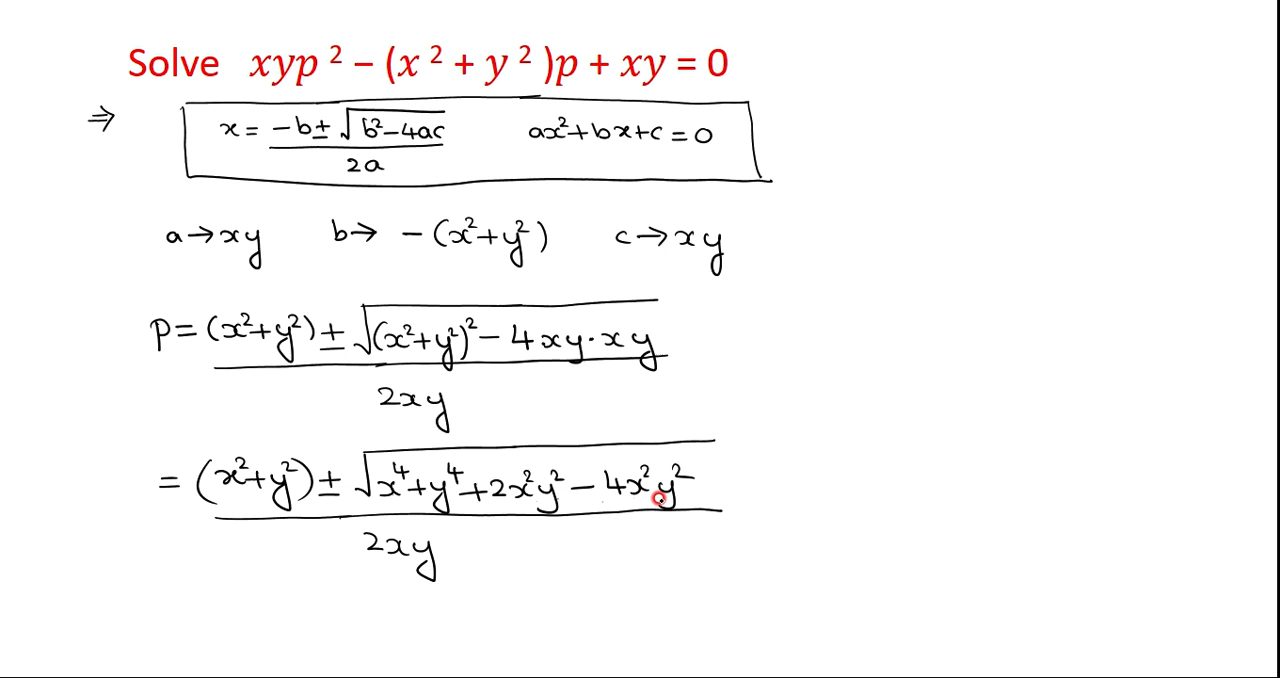 Solve xyp² − (x² + y²)p + xy = 0
⇒ x = (-b ± √(b²-4ac))/2a ax²+bx+c=0
a→xy b→ -(x²+y²) c→xy
P = ((x²+y²) ± √((x²+y²)² - 4xy·xy))/2xy
= ((x²+y²) ± √(x⁴+y⁴+2x²y² - 4x²y²))/2xy